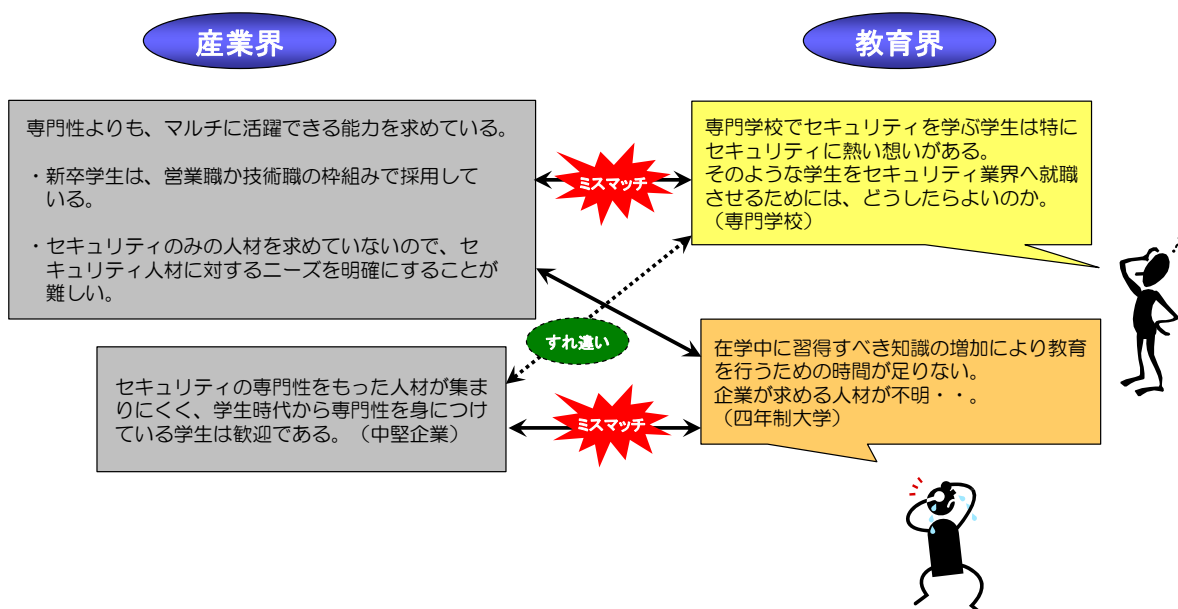 産業界
教育界
専門性よりも、マルチに活躍できる能力を求めている。
・新卒学生は、営業職か技術職の枠組みで採用して
いる。
・セキュリティのみの人材を求めていないので、セ
キュリティ人材に対するニーズを明確にすることが
難しい。
ミスマッチ
専門学校でセキュリティを学ぶ学生は特に
セキュリティに熱い想いがある。
そのような学生をセキュリティ業界へ就職
させるためには、どうしたらよいのか。
（専門学校）
すれ違い
セキュリティの専門性をもった人材が集ま
りにくく、学生時代から専門性を身につけ
ている学生は歓迎である。（中堅企業）
ミスマッチ
在学中に習得すべき知識の増加により教育
を行うための時間が足りない。
企業が求める人材が不明・・。
（四年制大学）